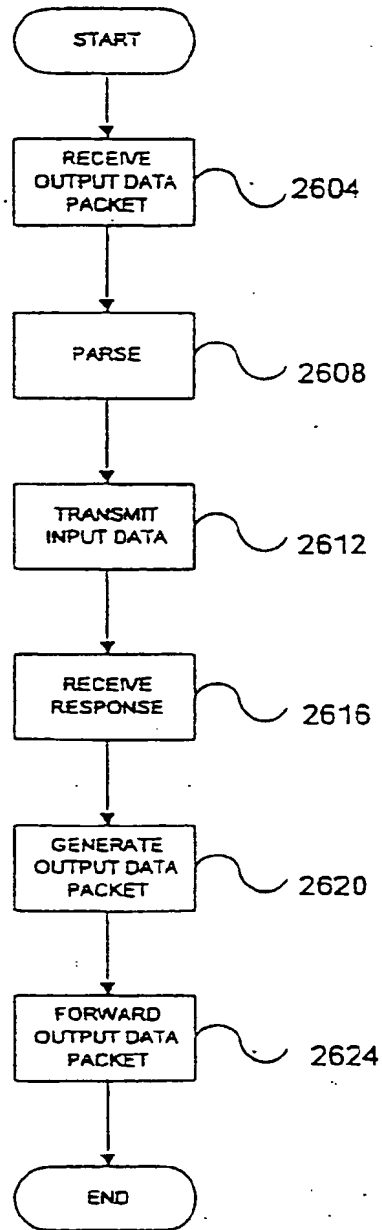 START
RECEIVE
OUTPUT DATA
PACKET
2604
PARSE
2608
TRANSMIT
INPUT DATA
2612
RECEIVE
RESPONSE
2616
GENERATE
OUTPUT DATA
PACKET
2620
FORWARD
OUTPUT DATA
PACKET
2624
END